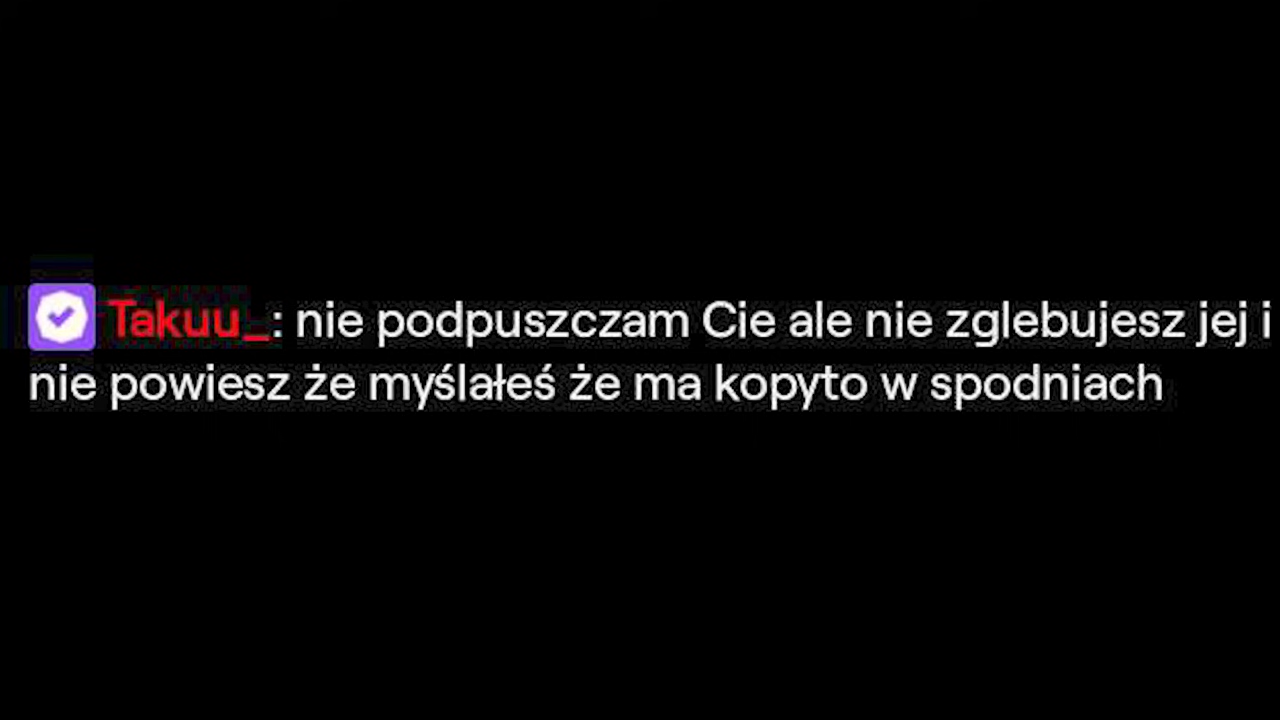 Takuu_: nie podpuszczam Cie ale nie zglebujesz jej i
nie powiesz że myślałeś że ma kopyto w spodniach